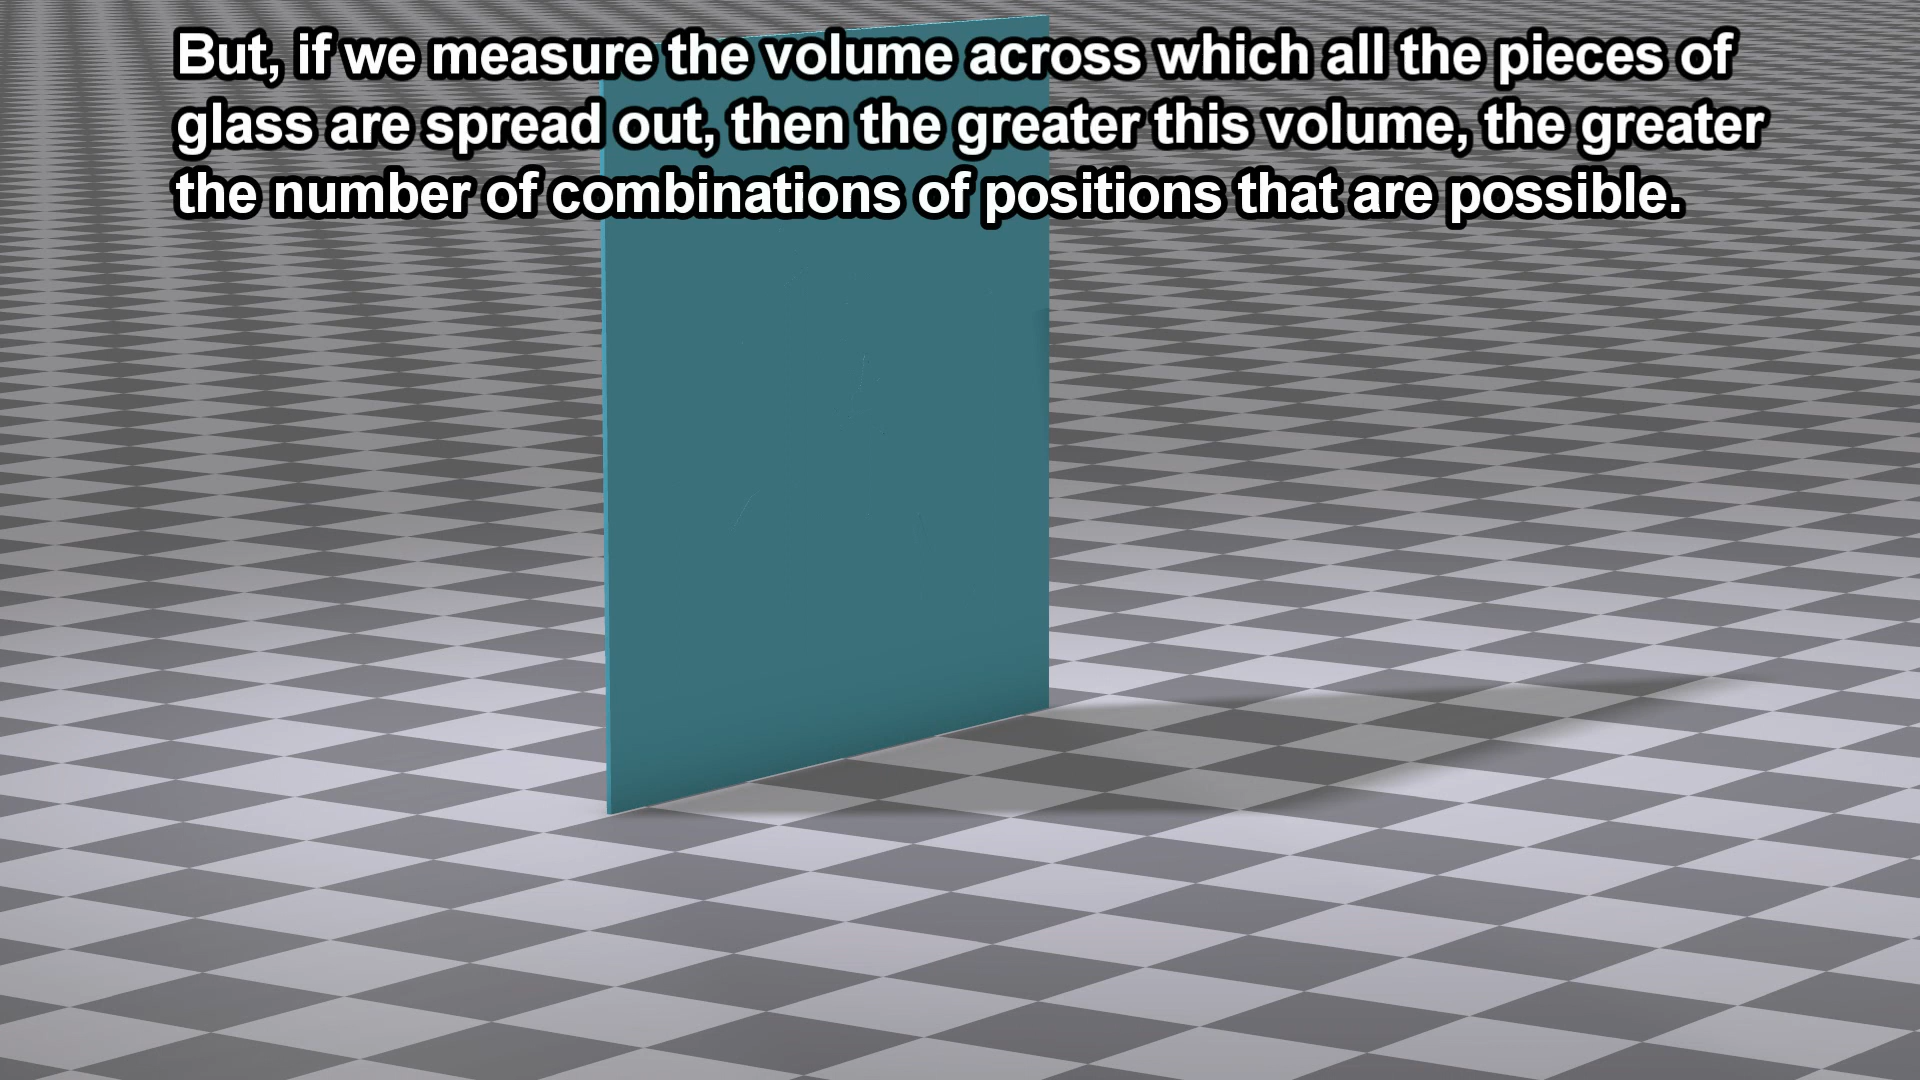 But, if we measure the volume across which all the pieces of
glass are spread out, then the greater this volume, the greater
the number of combinations of positions that are possible.